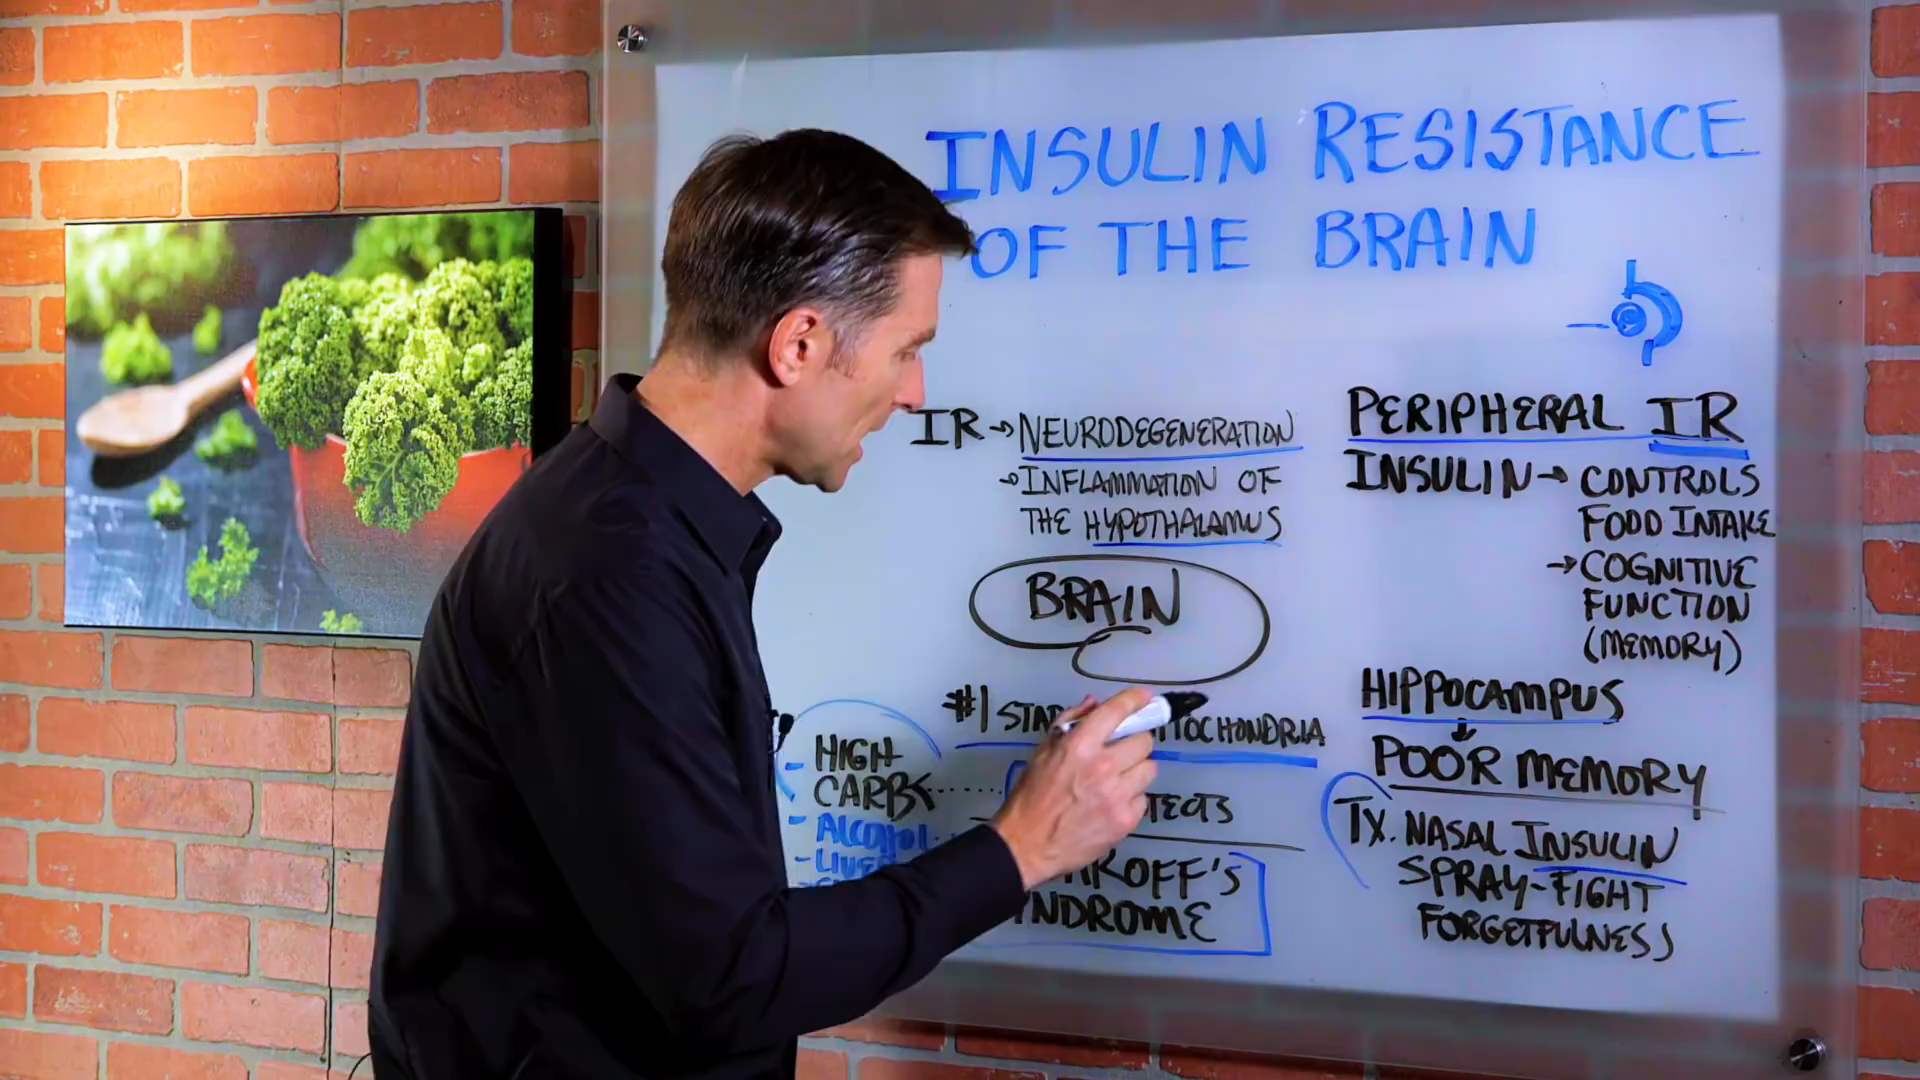 INSULIN RESISTANCE
OF THE BRAIN
IR → NEURODEGENERATION
→ INFLAMMATION OF
THE HYPOTHALAMUS
BRAIN
#1
MITOCHONDRIA
- HIGH
CARBS
- ALCOHOL
SYNDROME
PERIPHERAL IR
INSULIN → CONTROLS
FOOD INTAKE
→ COGNITIVE
FUNCTION
(MEMORY)
HIPPOCAMPUS
↓
POOR MEMORY
TX. NASAL INSULIN
SPRAY-FIGHT
FORGETFULNESS